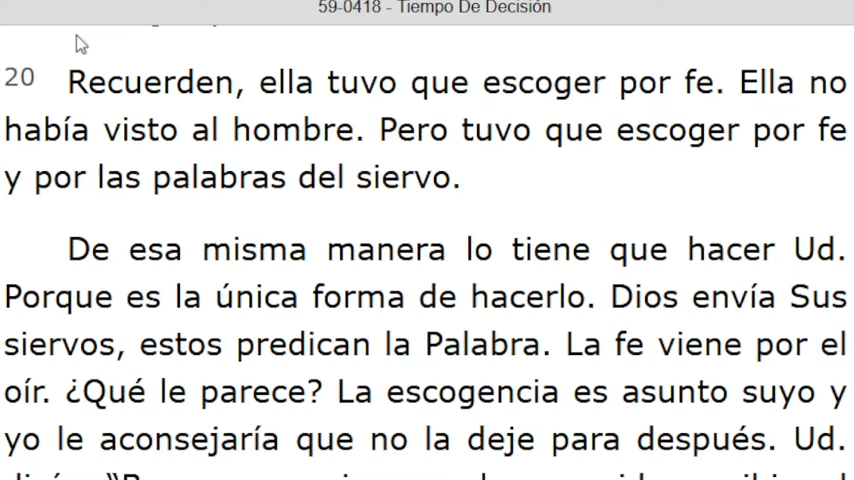 59-0418 - Tiempo De Decisión
20 Recuerden, ella tuvo que escoger por fe. Ella no
había visto al hombre. Pero tuvo que escoger por fe
y por las palabras del siervo.
De esa misma manera lo tiene que hacer Ud.
Porque es la única forma de hacerlo. Dios envía Sus
siervos, estos predican la Palabra. La fe viene por el
oír. ¿Qué le parece? La escogencia es asunto suyo y
yo le aconsejaría que no la deje para después. Ud.